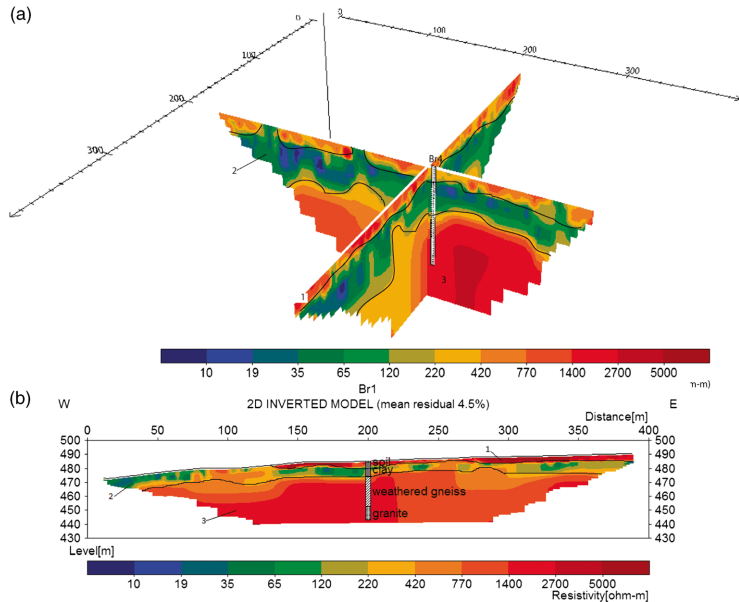 (a)
0
0
100
100
200
200
300
300
2
Br4
1
3
10 19 35 65 120 220 420 770 1400 2700 5000
m-m)
Br1
(b)
W 2D INVERTED MODEL (mean residual 4.5%) E
Distance[m]
0 50 100 150 200 250 300 350 400
500 500
490 1 490
480 soil 480
clay
470 470
2
460 weathered gneiss 460
450 3 450
440 granite 440
430 430
Level[m]
10 19 35 65 120 220 420 770 1400 2700 5000
Resistivity[ohm-m]